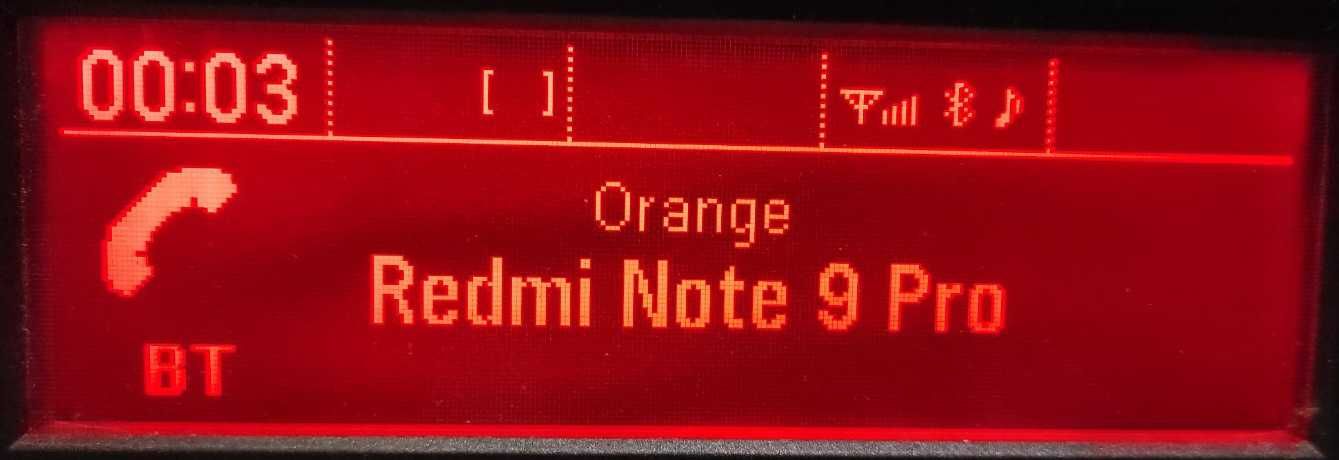 00:03 [ ]
Orange
Redmi Note 9 Pro
BT